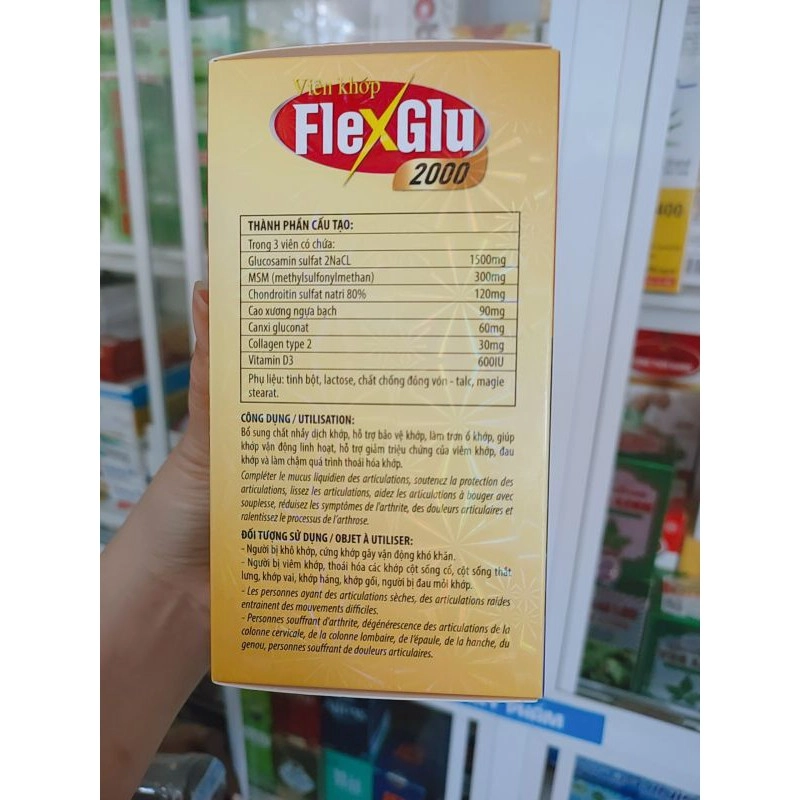 Viên khớp
FlexGlu
2000
THÀNH PHẦN CẤU TẠO:
Trong 3 viên có chứa:
Glucosamin sulfat 2NaCL 1500mg
MSM (methylsulfonylmethan) 300mg
Chondroitin sulfat natri 80% 120mg
Cao xương ngựa bạch 90mg
Canxi gluconat 60mg
Collagen type 2 30mg
Vitamin D3 600IU
Phụ liệu: tinh bột, lactose, chất chống đông vón - talc, magie
stearat.
CÔNG DỤNG / UTILISATION:
Bổ sung chất nhầy dịch khớp, hỗ trợ bảo vệ khớp, làm trơn ổ khớp, giúp
khớp vận động linh hoạt, hỗ trợ giảm triệu chứng của viêm khớp, đau
khớp và làm chậm quá trình thoái hóa khớp.
Compléter le mucus liquidien des articulations, soutenez la protection des
articulations, lissez les articulations, aidez les articulations à bouger avec
souplesse, réduisez les symptômes de l'arthrite, des douleurs articulaires et
ralentissez le processus de l'arthrose.
ĐỐI TƯỢNG SỬ DỤNG / OBJET À UTILISER:
- Người bị khô khớp, cứng khớp gây vận động khó khăn.
- Người bị viêm khớp, thoái hóa các khớp cột sống cổ, cột sống thắt
lưng, khớp vai, khớp háng, khớp gối, người bị đau mỏi khớp.
- Les personnes ayant des articulations sèches, des articulations raides
entraînent des mouvements difficiles.
- Personnes souffrant d'arthrite, dégénérescence des articulations de la
colonne cervicale, de la colonne lombaire, de l'épaule, de la hanche, du
genou, personnes souffrant de douleurs articulaires.